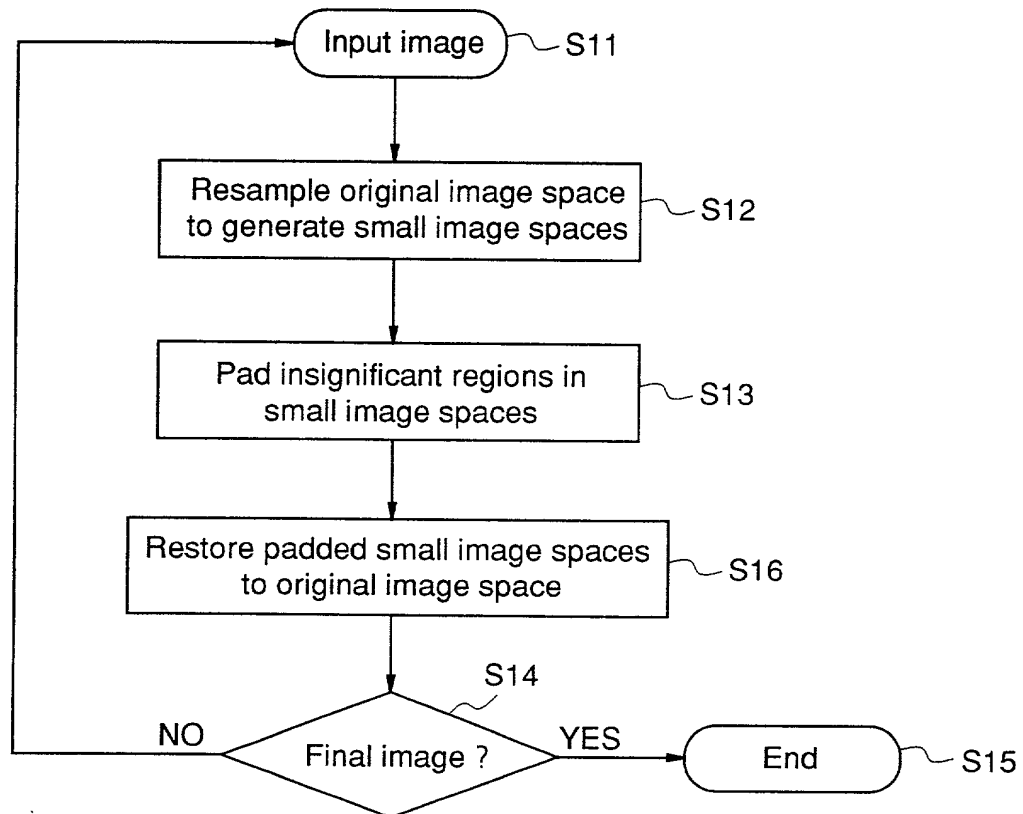 Input image
S11
Resample original image space
to generate small image spaces
S12
Pad insignificant regions in
small image spaces
S13
Restore padded small image spaces
to original image space
S16
S14
NO
Final image ?
YES
End
S15